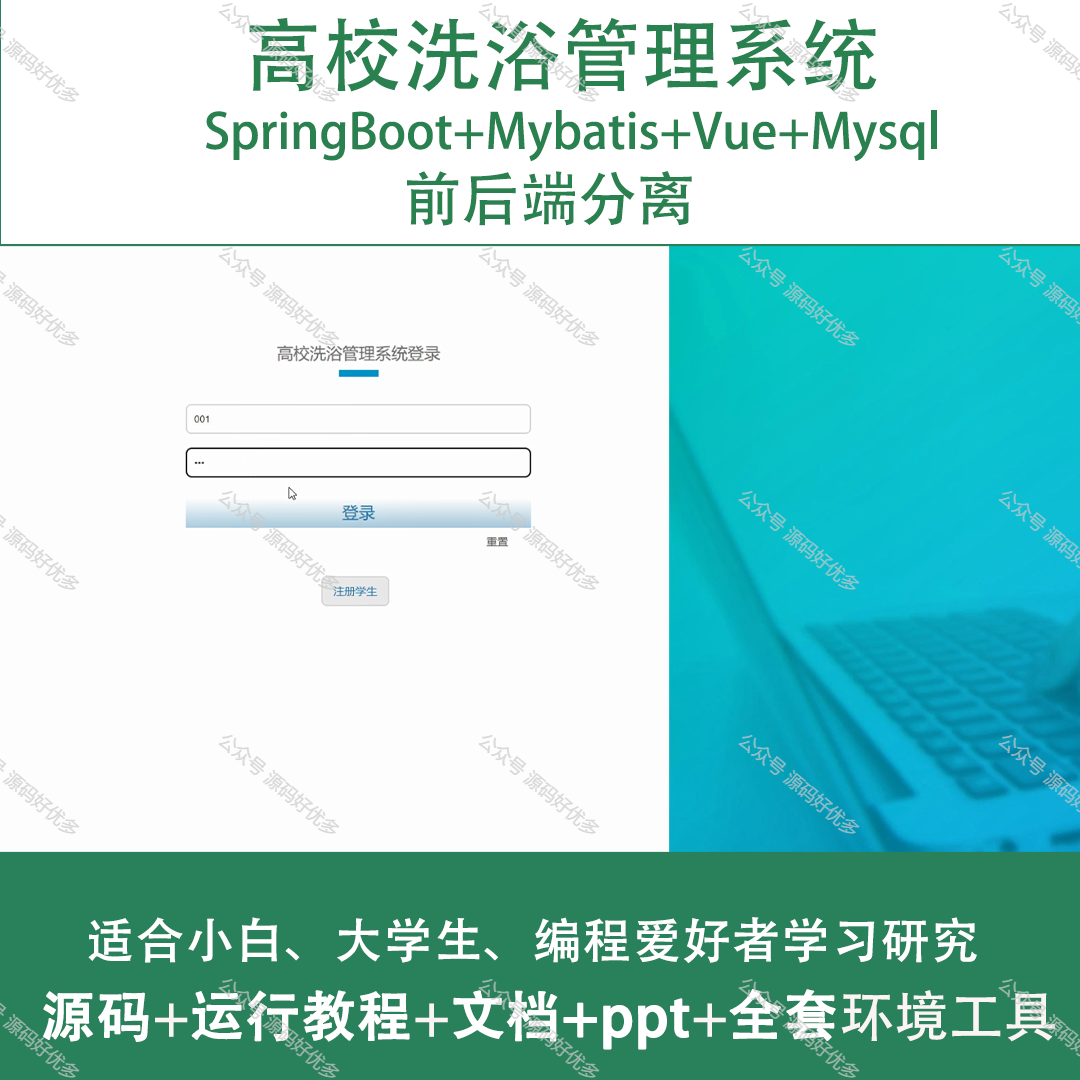 高校洗浴管理系统
SpringBoot+Mybatis+Vue+Mysql
前后端分离
高校洗浴管理系统登录
001
•••
登录
重置
注册学生
适合小白、大学生、编程爱好者学习研究
源码+运行教程+文档+ppt+全套环境工具
公众号 源码好优多